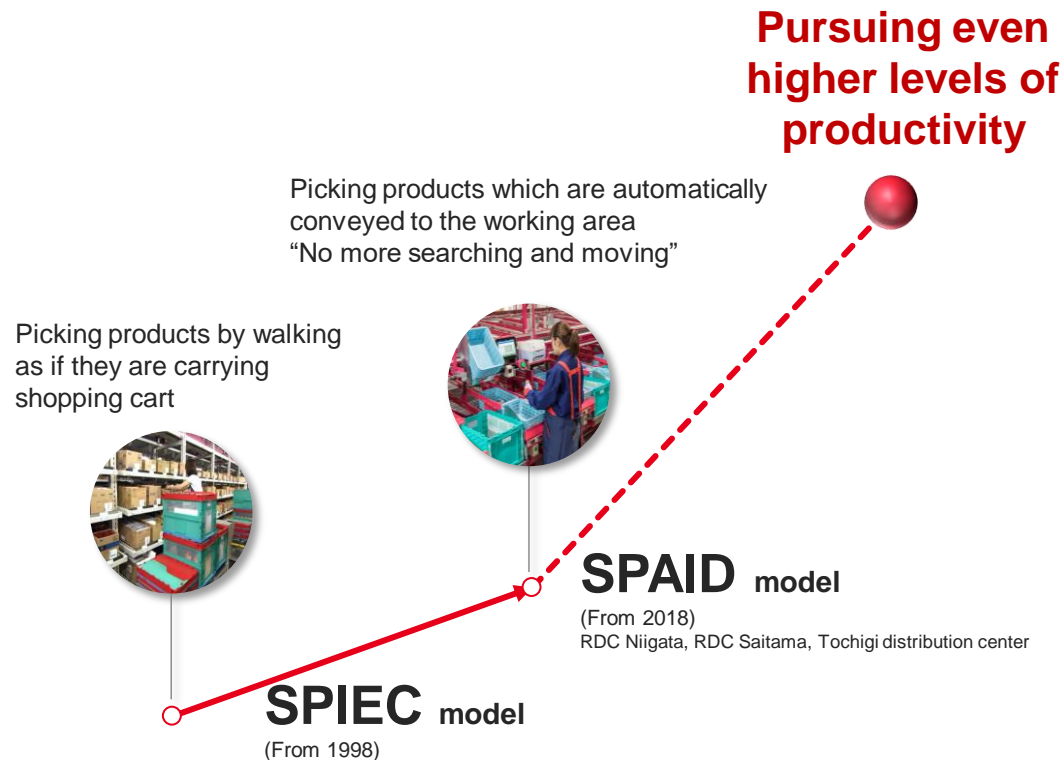 Pursuing even
higher levels of
productivity
Picking products which are automatically
conveyed to the working area
“No more searching and moving”
Picking products by walking
as if they are carrying
shopping cart
SPAID model
(From 2018)
RDC Niigata, RDC Saitama, Tochigi distribution center
SPIEC model
(From 1998)